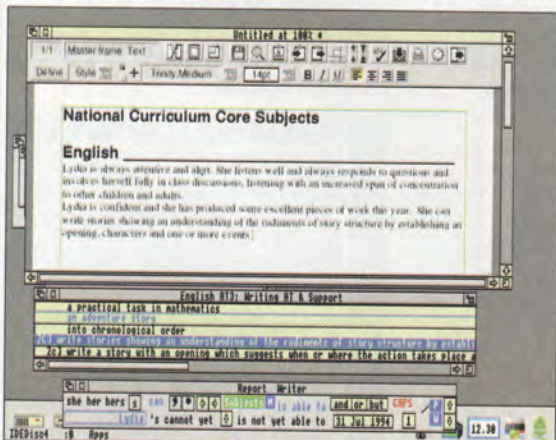 Untitled at 100% *
1/1 Master frame Text
Define Style + Trinity.Medium 14pt B I U
National Curriculum Core Subjects
English
Lydia is always attentive and alert. She listens well and always responds to questions and
involves herself fully in class discussions, listening with an increased span of concentration
to other children and adults.
Lydia is confident and she has produced some excellent pieces of work this year. She can
write stories showing an understanding of the rudiments of story structure by establishing an
opening, characters and one or more events
English AT3: Writing AT & Support
a practical task in mathematics
an adventure story
into chronological order
write stories showing an understanding of the rudiments of story structure by establis
2c) write a story with an opening which suggests when or where the action takes place a
Report Writer
she her hers s can , . Subjects M is able to and or but CAPS
Lydia 's cannot yet is not yet able to 31 Jul 1994 1
IDEDisc4 :0 Apps 12.30